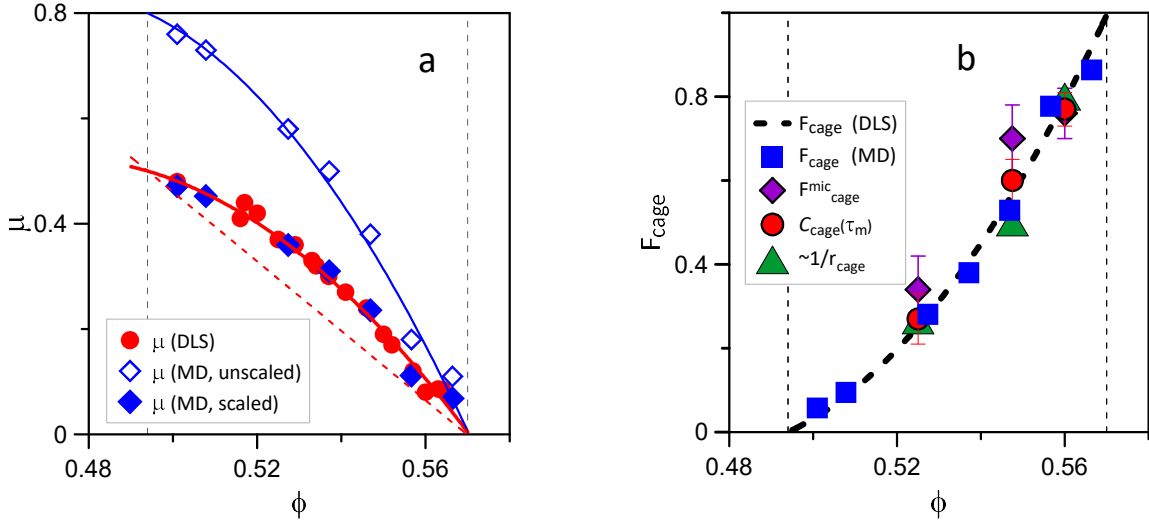 0.8
0.4
0
μ
a
μ (DLS)
μ (MD, unscaled)
μ (MD, scaled)
0.48
0.52
0.56
ϕ
0.8
0.4
0
F_cage
b
F_cage (DLS)
F_cage (MD)
F^mic_cage
C_cage(τ_m)
~1/r_cage
0.48
0.52
0.56
ϕ